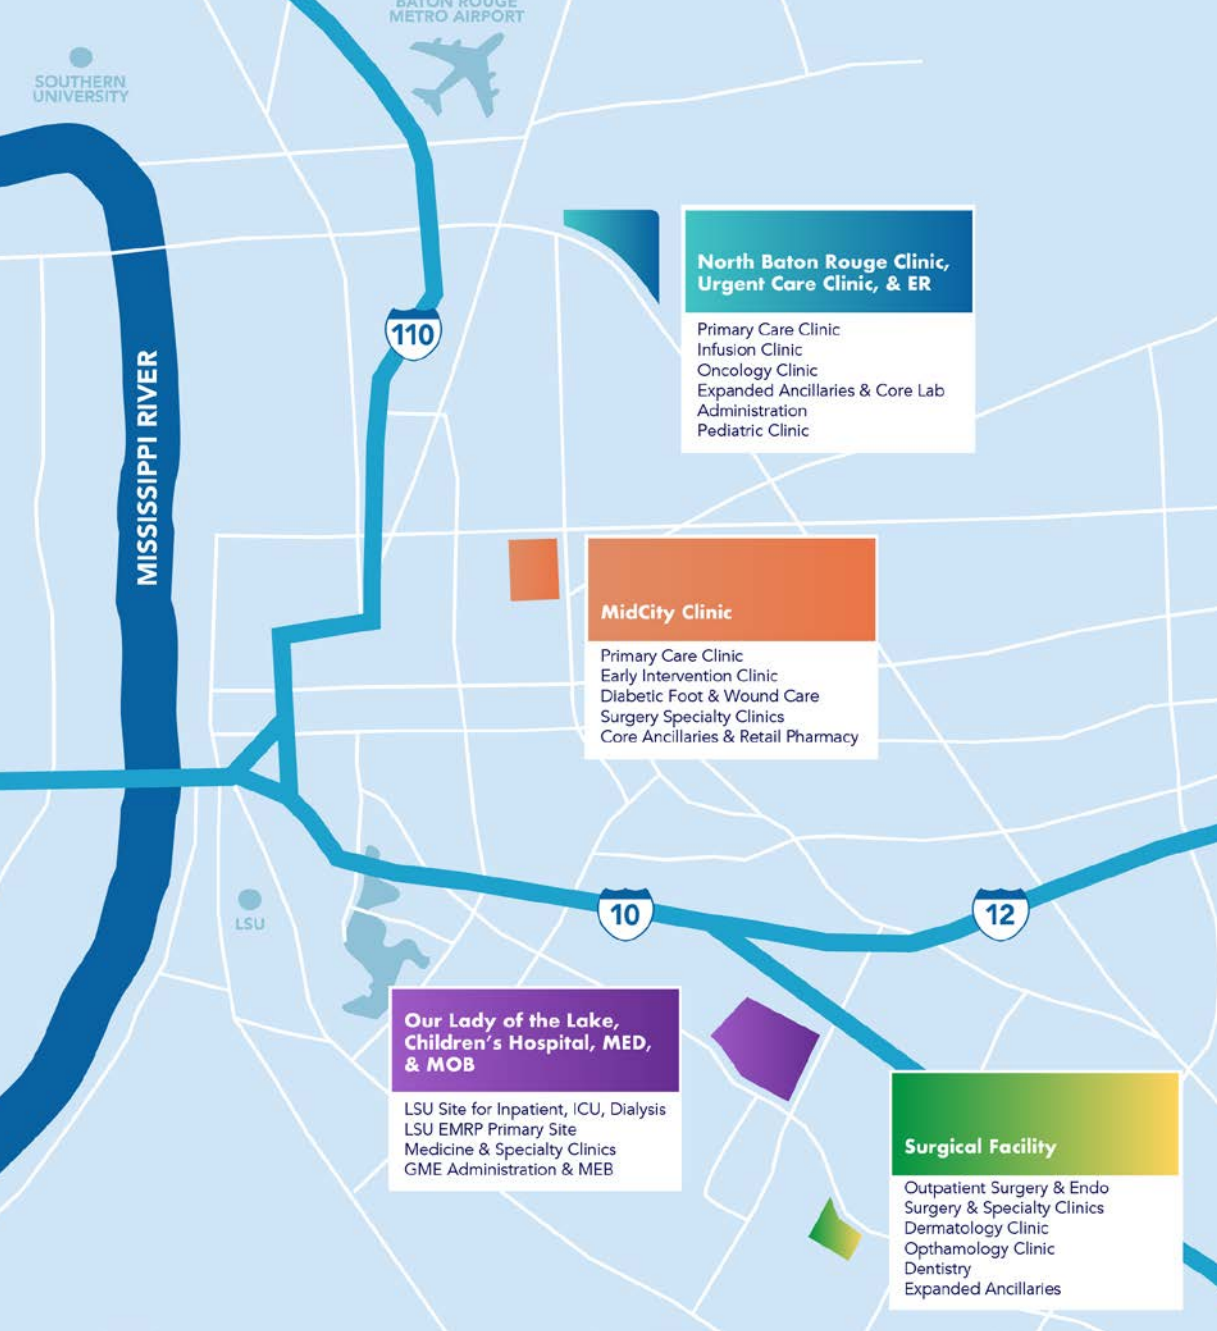 BATON ROUGE
METRO AIRPORT
SOUTHERN
UNIVERSITY
North Baton Rouge Clinic,
Urgent Care Clinic, & ER
Primary Care Clinic
Infusion Clinic
Oncology Clinic
Expanded Ancillaries & Core Lab
Administration
Pediatric Clinic
110
MISSISSIPPI RIVER
MidCity Clinic
Primary Care Clinic
Early Intervention Clinic
Diabetic Foot & Wound Care
Surgery Specialty Clinics
Core Ancillaries & Retail Pharmacy
LSU
10
12
Our Lady of the Lake,
Children's Hospital, MED,
& MOB
LSU Site for Inpatient, ICU, Dialysis
LSU EMRP Primary Site
Medicine & Specialty Clinics
GME Administration & MEB
Surgical Facility
Outpatient Surgery & Endo
Surgery & Specialty Clinics
Dermatology Clinic
Opthamology Clinic
Dentistry
Expanded Ancillaries